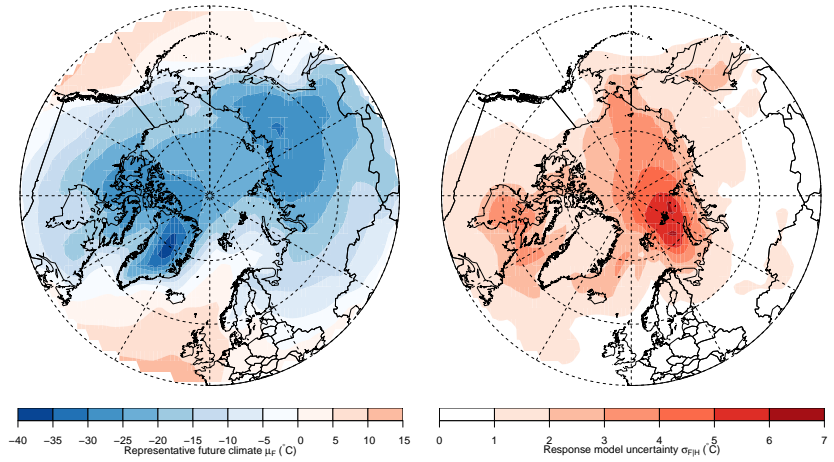 −40 −35 −30 −25 −20 −15 −10 −5 0 5 10 15
Representative future climate μF (°C)
0 1 2 3 4 5 6 7
Response model uncertainty σF|H (°C)